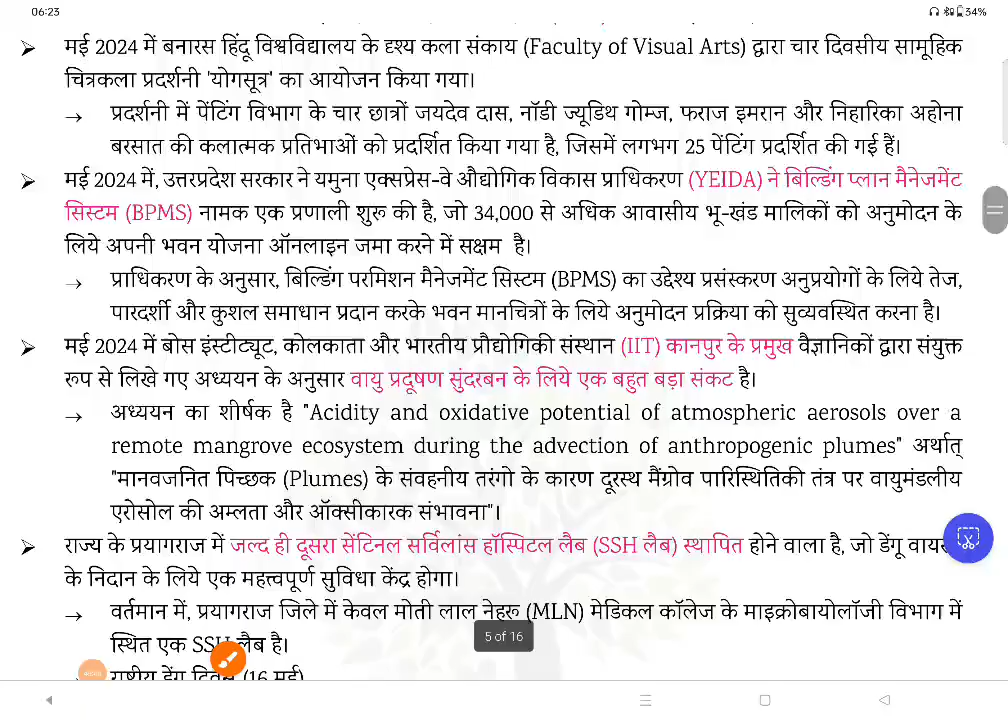 06:23
34%
➢ मई 2024 में बनारस हिंदू विश्वविद्यालय के दृश्य कला संकाय (Faculty of Visual Arts) द्वारा चार दिवसीय सामूहिक
चित्रकला प्रदर्शनी 'योगसूत्र' का आयोजन किया गया।
→ प्रदर्शनी में पेंटिंग विभाग के चार छात्रों जयदेव दास, नॉडी ज्यूडिथ गोम्ज, फराज इमरान और निहारिका अहोना
बरसात की कलात्मक प्रतिभाओं को प्रदर्शित किया गया है, जिसमें लगभग 25 पेंटिंग प्रदर्शित की गई हैं।
➢ मई 2024 में, उत्तरप्रदेश सरकार ने यमुना एक्सप्रेस-वे औद्योगिक विकास प्राधिकरण (YEIDA) ने बिल्डिंग प्लान मैनेजमेंट
सिस्टम (BPMS) नामक एक प्रणाली शुरू की है, जो 34,000 से अधिक आवासीय भू-खंड मालिकों को अनुमोदन के
लिये अपनी भवन योजना ऑनलाइन जमा करने में सक्षम है।
→ प्राधिकरण के अनुसार, बिल्डिंग परमिशन मैनेजमेंट सिस्टम (BPMS) का उद्देश्य प्रसंस्करण अनुप्रयोगों के लिये तेज,
पारदर्शी और कुशल समाधान प्रदान करके भवन मानचित्रों के लिये अनुमोदन प्रक्रिया को सुव्यवस्थित करना है।
➢ मई 2024 में बोस इंस्टीट्यूट, कोलकाता और भारतीय प्रौद्योगिकी संस्थान (IIT) कानपुर के प्रमुख वैज्ञानिकों द्वारा संयुक्त
रूप से लिखे गए अध्ययन के अनुसार वायु प्रदूषण सुंदरबन के लिये एक बहुत बड़ा संकट है।
→ अध्ययन का शीर्षक है "Acidity and oxidative potential of atmospheric aerosols over a
remote mangrove ecosystem during the advection of anthropogenic plumes" अर्थात्
"मानवजनित पिच्छक (Plumes) के संवहनीय तरंगो के कारण दूरस्थ मैंग्रोव पारिस्थितिकी तंत्र पर वायुमंडलीय
एरोसोल की अम्लता और ऑक्सीकारक संभावना"।
➢ राज्य के प्रयागराज में जल्द ही दूसरा सेंटिनल सर्विलांस हॉस्पिटल लैब (SSH लैब) स्थापित होने वाला है, जो डेंगू
के निदान के लिये एक महत्त्वपूर्ण सुविधा केंद्र होगा।
→ वर्तमान में, प्रयागराज जिले में केवल मोती लाल नेहरू (MLN) मेडिकल कॉलेज के माइक्रोबायोलॉजी विभाग में
स्थित एक SSH लैब है।
5 of 16
राष्ट्रीय डेंगू दिवस (16 मई)